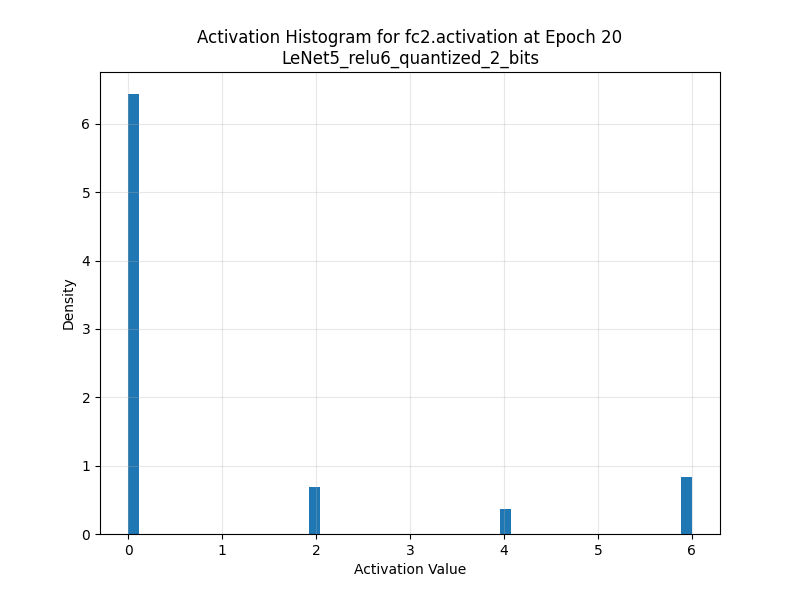 Activation Histogram for fc2.activation at Epoch 20
LeNet5_relu6_quantized_2_bits
6
5
4
3
2
1
0
Density
0 1 2 3 4 5 6
Activation Value